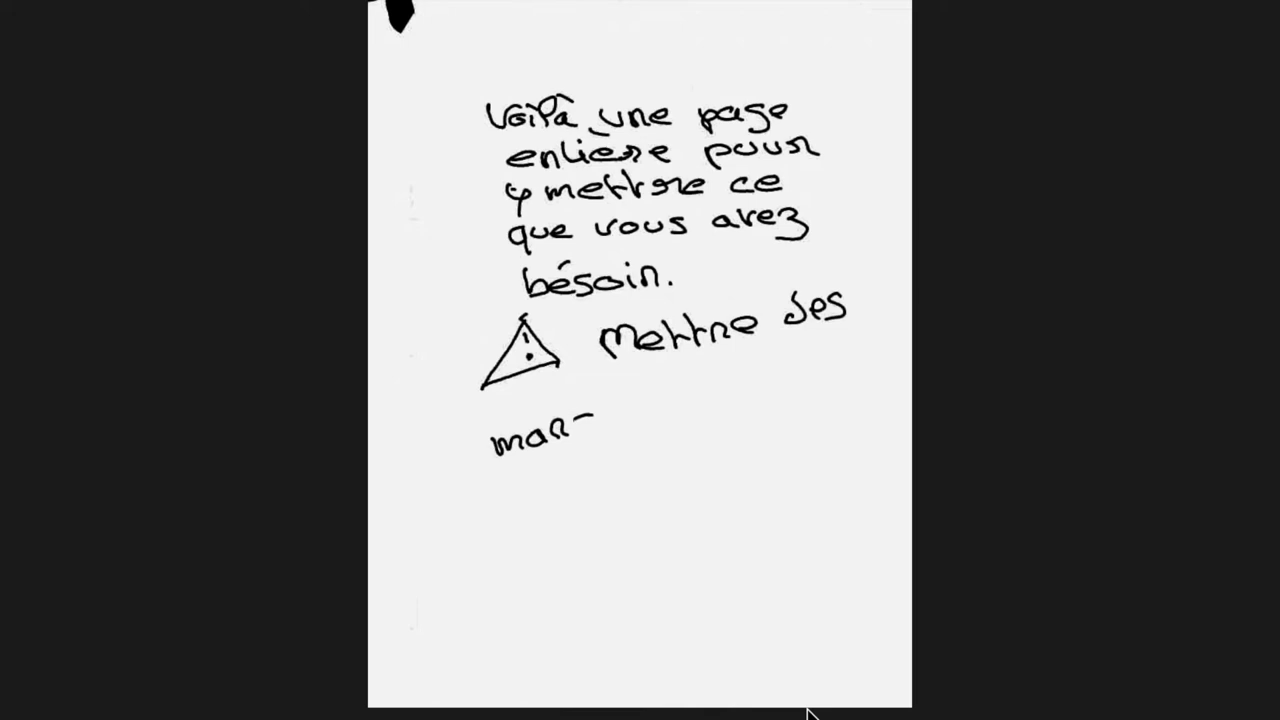 Voilà une page
entière pour
y mettre ce
que vous avez
bésoin.
⚠ Mettre des
mar-